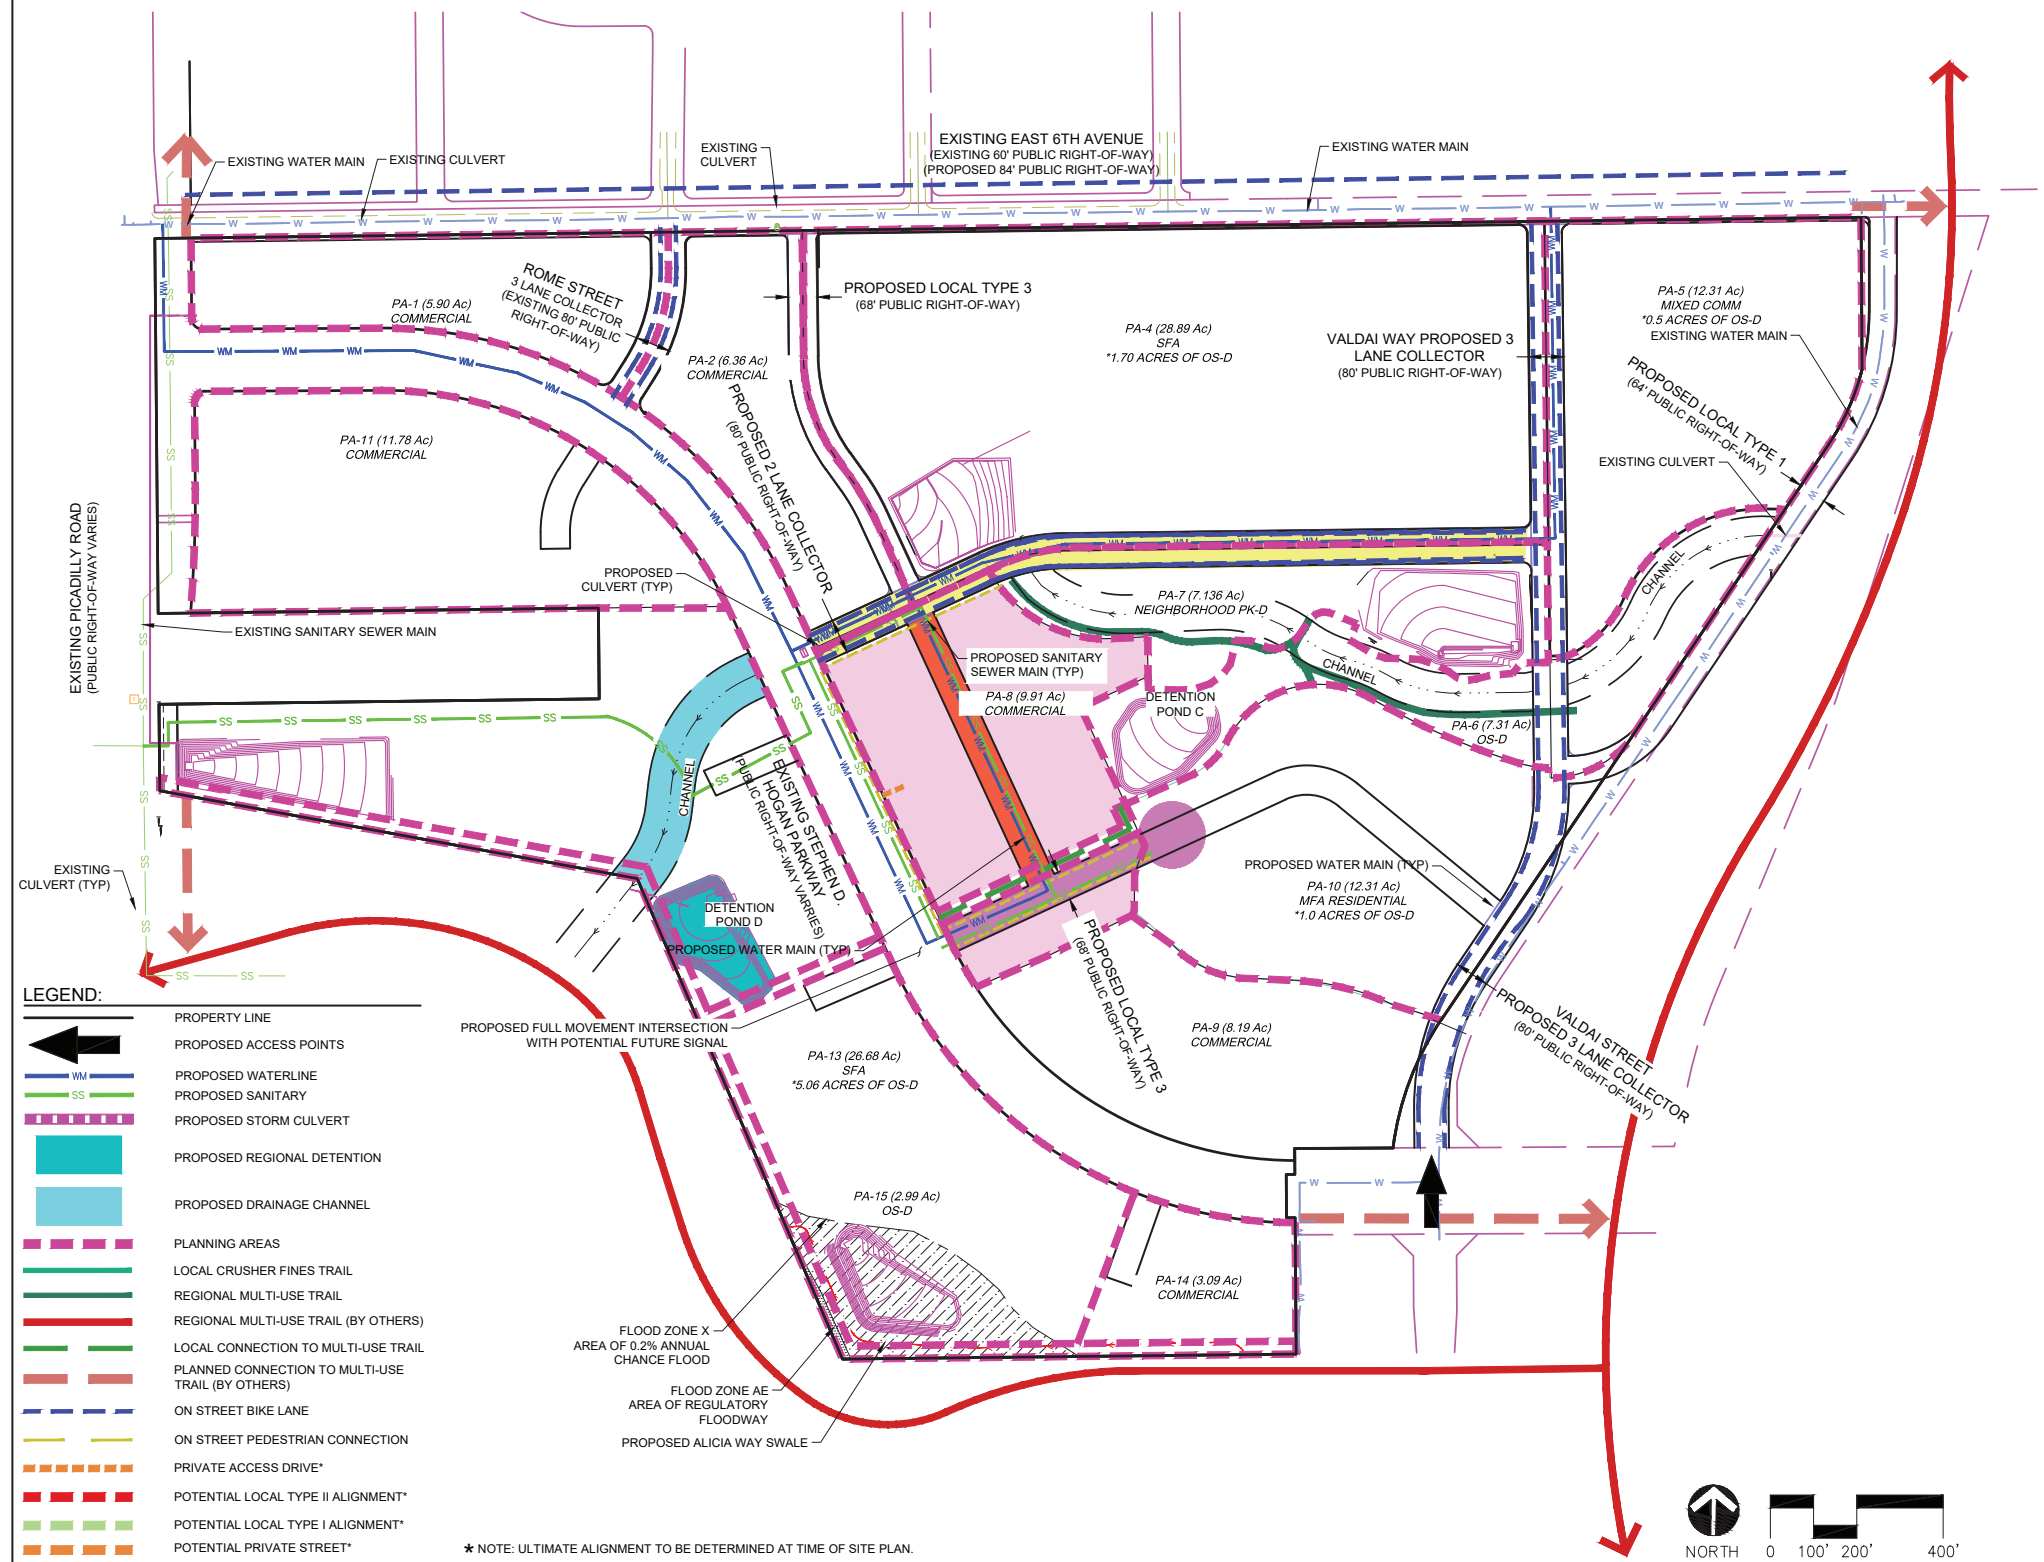 EXISTING EAST 6TH AVENUE
(EXISTING 60' PUBLIC RIGHT-OF-WAY)
(PROPOSED 84' PUBLIC RIGHT-OF-WAY)
EXISTING WATER MAIN
EXISTING CULVERT
EXISTING
CULVERT
EXISTING WATER MAIN
ROME STREET
3 LANE COLLECTOR
(EXISTING 80' PUBLIC
RIGHT-OF-WAY)
PA-1 (5.90 Ac)
COMMERCIAL
PA-2 (6.36 Ac)
COMMERCIAL
PROPOSED LOCAL TYPE 3
(68' PUBLIC RIGHT-OF-WAY)
PA-4 (28.89 Ac)
SFA
*1.70 ACRES OF OS-D
VALDAI WAY PROPOSED 3
LANE COLLECTOR
(80' PUBLIC RIGHT-OF-WAY)
PA-5 (12.31 Ac)
MIXED COMM
*0.5 ACRES OF OS-D
EXISTING WATER MAIN
PROPOSED LOCAL TYPE 1
(64' PUBLIC RIGHT-OF-WAY)
EXISTING CULVERT
PA-11 (11.78 Ac)
COMMERCIAL
PROPOSED 2 LANE COLLECTOR
(80' PUBLIC RIGHT-OF-WAY)
EXISTING PICADILLY ROAD
(PUBLIC RIGHT-OF-WAY VARIES)
PROPOSED
CULVERT (TYP)
EXISTING SANITARY SEWER MAIN
PA-7 (7.136 Ac)
NEIGHBORHOOD PK-D
CHANNEL
CHANNEL
PROPOSED SANITARY
SEWER MAIN (TYP)
PA-8 (9.91 Ac)
COMMERCIAL
DETENTION
POND C
PA-6 (7.31 Ac)
OS-D
CHANNEL
EXISTING STEPHEN D.
HOGAN PARKWAY
(PUBLIC RIGHT-OF-WAY VARRIES)
EXISTING
CULVERT (TYP)
DETENTION
POND D
PROPOSED WATER MAIN (TYP)
PROPOSED WATER MAIN (TYP)
PA-10 (12.31 Ac)
MFA RESIDENTIAL
*1.0 ACRES OF OS-D
PROPOSED LOCAL TYPE 3
(68' PUBLIC RIGHT-OF-WAY)
VALDAI STREET
PROPOSED 3 LANE COLLECTOR
(80' PUBLIC RIGHT-OF-WAY)
PROPOSED FULL MOVEMENT INTERSECTION
WITH POTENTIAL FUTURE SIGNAL
PA-13 (26.68 Ac)
SFA
*5.06 ACRES OF OS-D
PA-9 (8.19 Ac)
COMMERCIAL
PA-15 (2.99 Ac)
OS-D
PA-14 (3.09 Ac)
COMMERCIAL
FLOOD ZONE X
AREA OF 0.2% ANNUAL
CHANCE FLOOD
FLOOD ZONE AE
AREA OF REGULATORY
FLOODWAY
PROPOSED ALICIA WAY SWALE
LEGEND:
PROPERTY LINE
PROPOSED ACCESS POINTS
WM PROPOSED WATERLINE
SS PROPOSED SANITARY
PROPOSED STORM CULVERT
PROPOSED REGIONAL DETENTION
PROPOSED DRAINAGE CHANNEL
PLANNING AREAS
LOCAL CRUSHER FINES TRAIL
REGIONAL MULTI-USE TRAIL
REGIONAL MULTI-USE TRAIL (BY OTHERS)
LOCAL CONNECTION TO MULTI-USE TRAIL
PLANNED CONNECTION TO MULTI-USE
TRAIL (BY OTHERS)
ON STREET BIKE LANE
ON STREET PEDESTRIAN CONNECTION
PRIVATE ACCESS DRIVE*
POTENTIAL LOCAL TYPE II ALIGNMENT*
POTENTIAL LOCAL TYPE I ALIGNMENT*
POTENTIAL PRIVATE STREET*
* NOTE: ULTIMATE ALIGNMENT TO BE DETERMINED AT TIME OF SITE PLAN.
NORTH
0 100' 200' 400'